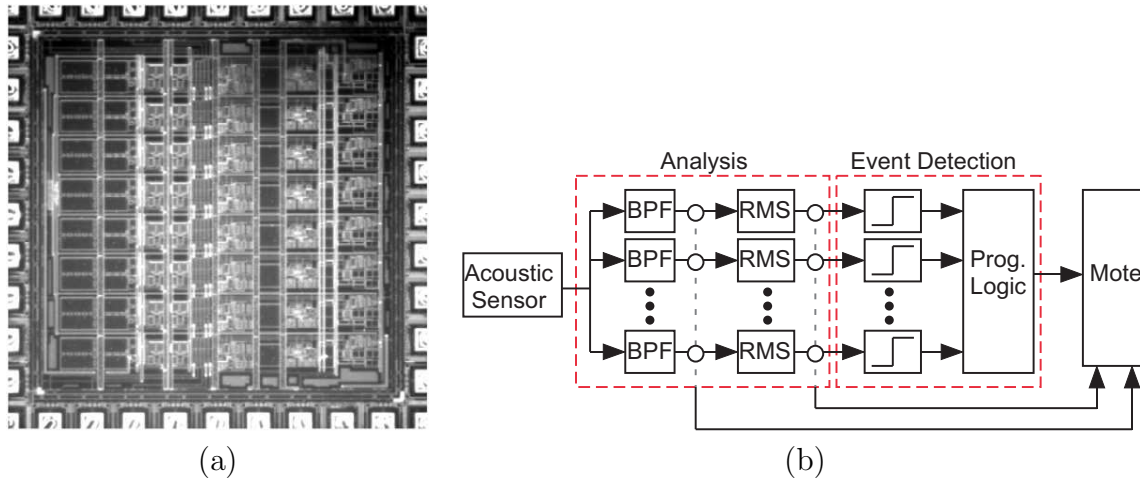 Analysis
Event Detection
BPF
RMS
BPF
RMS
Acoustic
Sensor
Prog.
Logic
Mote
BPF
RMS
(a)
(b)